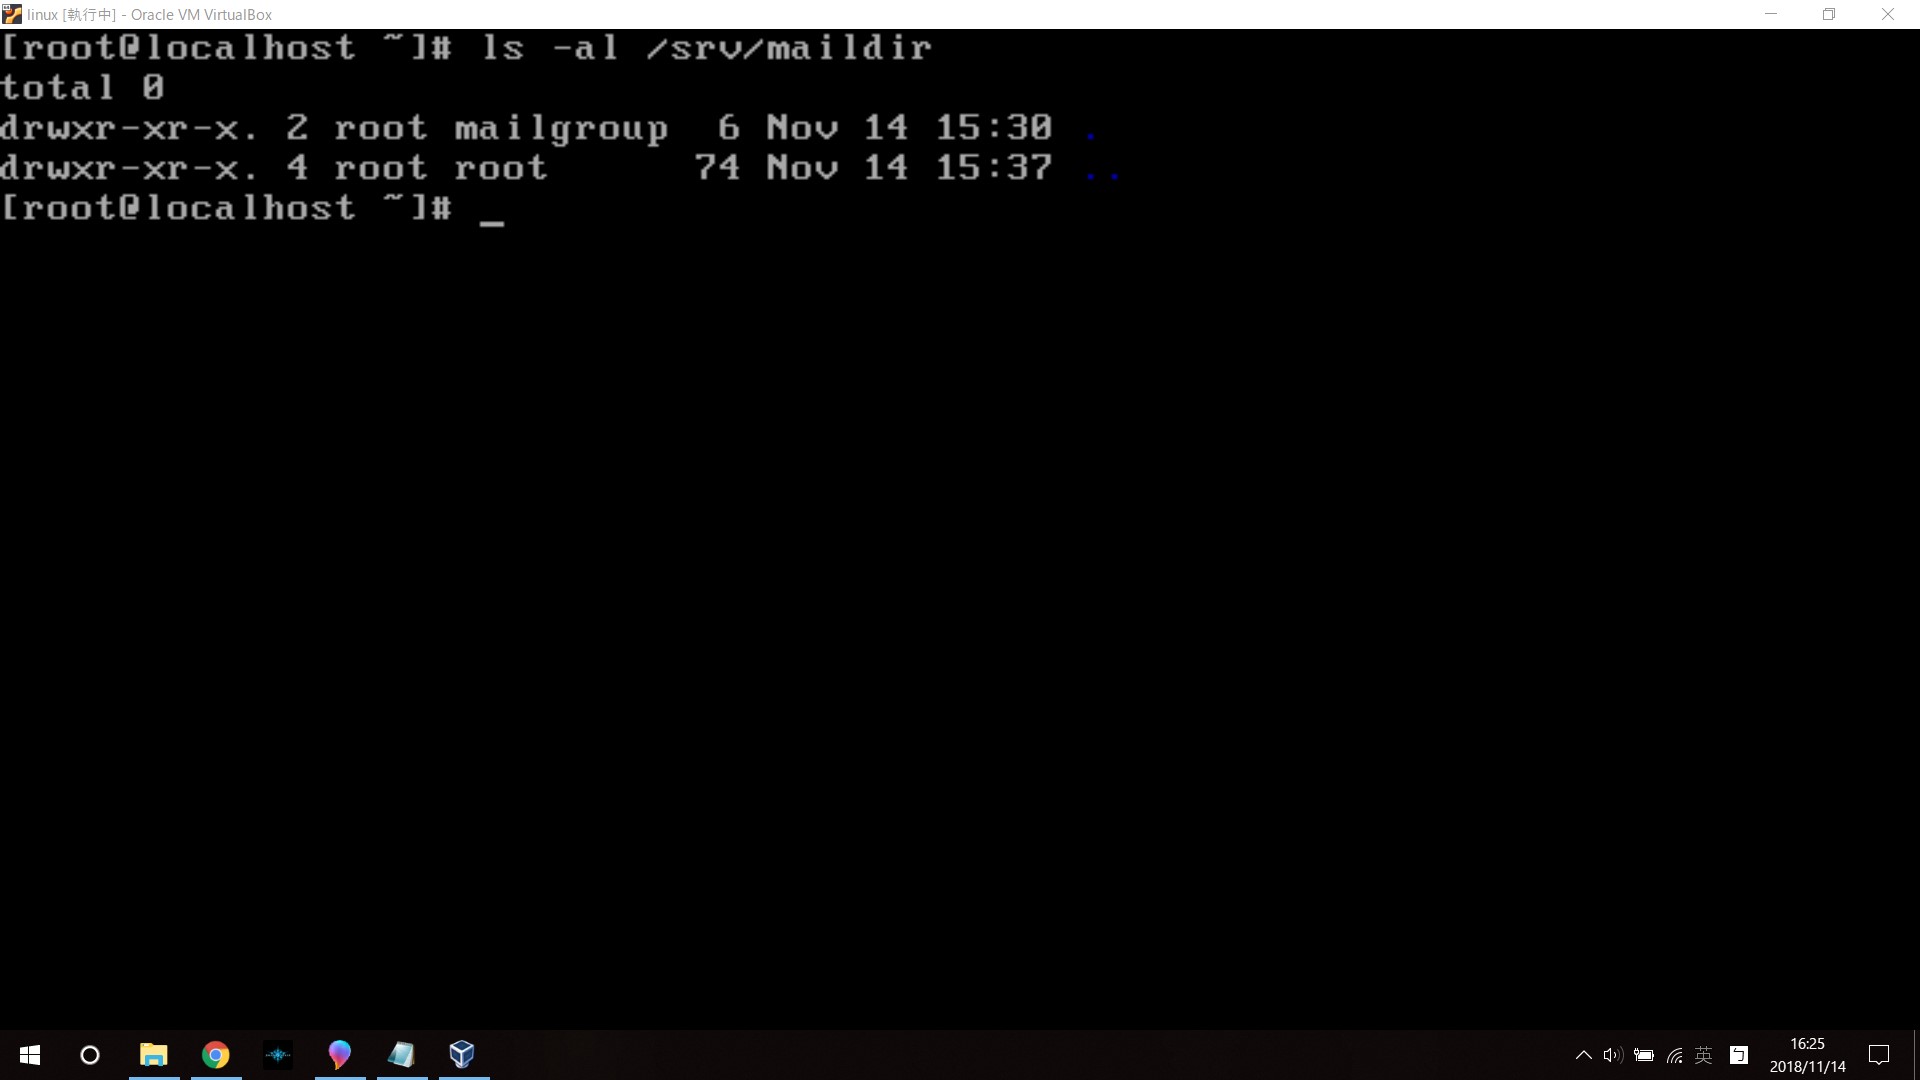 linux [執行中] - Oracle VM VirtualBox
[root@localhost ~]# ls -al /srv/maildir
total 0
drwxr-xr-x. 2 root mailgroup  6 Nov 14 15:30 .
drwxr-xr-x. 4 root root      74 Nov 14 15:37 ..
[root@localhost ~]# _
英
16:25
2018/11/14